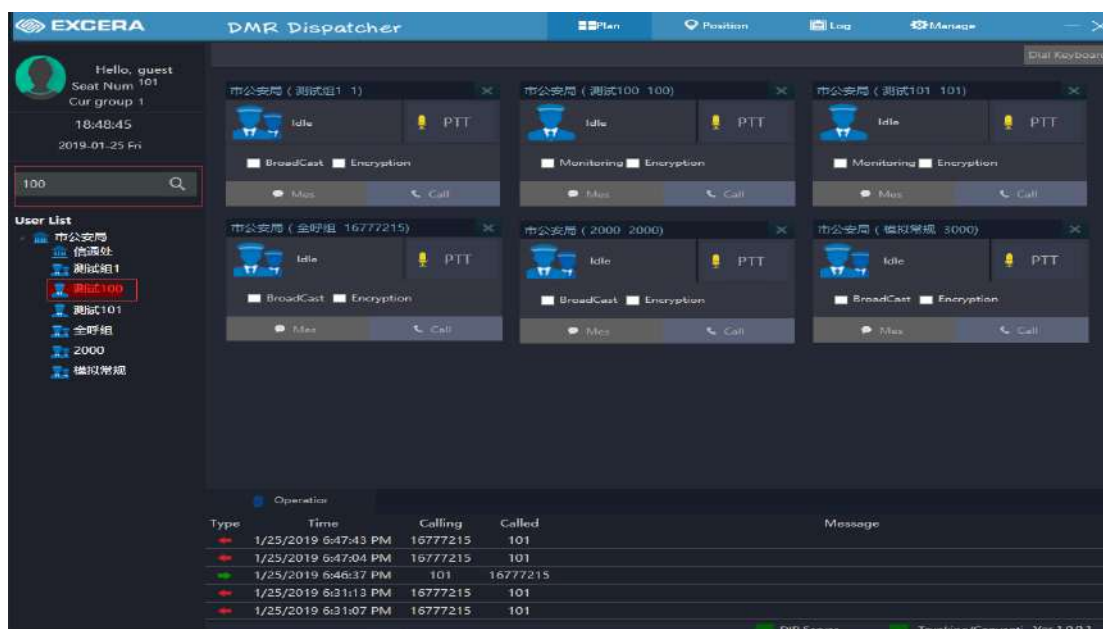 EXCERA
DMR Dispatcher
Plan
Position
Log
Manage
Hello, guest
Seat Num 101
Cur group 1
18:48:45
2019-01-25 Fri
Dial Keyboar
100
User List
市公安局
信通处
测试组1
测试100
测试101
全呼组
2000
模拟常规
市公安局 ( 测试组1 1)
Idle
PTT
BroadCast Encryption
Mes Call
市公安局 ( 测试100 100)
Idle
PTT
Monitoring Encryption
Mes Call
市公安局 ( 测试101 101)
Idle
PTT
Monitoring Encryption
Mes Call
市公安局 ( 全呼组 16777215)
Idle
PTT
BroadCast Encryption
Mes Call
市公安局 ( 2000 2000)
Idle
PTT
BroadCast Encryption
Mes Call
市公安局 ( 模拟常规 3000)
Idle
PTT
BroadCast Encryption
Mes Call
Operation
Type Time Calling Called Message
1/25/2019 6:47:43 PM 16777215 101
1/25/2019 6:47:04 PM 16777215 101
1/25/2019 6:46:37 PM 101 16777215
1/25/2019 6:31:13 PM 16777215 101
1/25/2019 6:31:07 PM 16777215 101